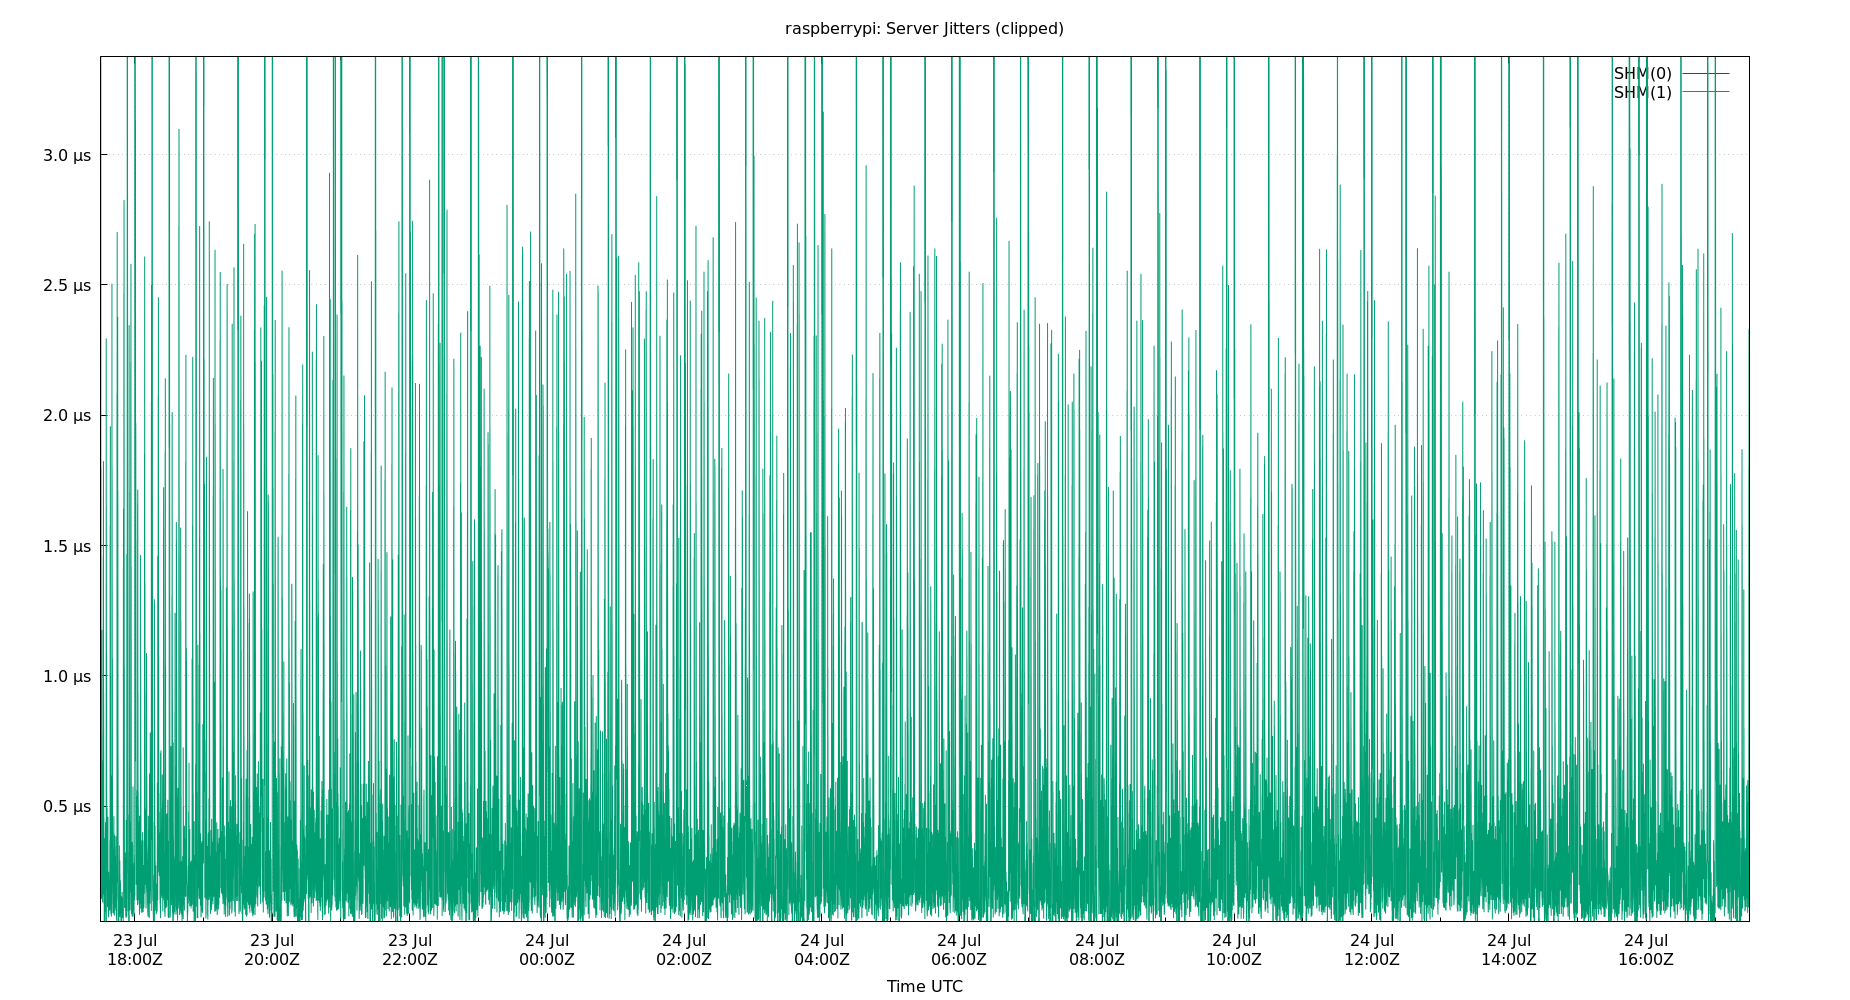 raspberrypi: Server Jitters (clipped)
SHM(0)
SHM(1)
3.0 µs
2.5 µs
2.0 µs
1.5 µs
1.0 µs
0.5 µs
23 Jul 23 Jul 23 Jul 24 Jul 24 Jul 24 Jul 24 Jul 24 Jul 24 Jul 24 Jul 24 Jul 24 Jul
18:00Z 20:00Z 22:00Z 00:00Z 02:00Z 04:00Z 06:00Z 08:00Z 10:00Z 12:00Z 14:00Z 16:00Z
Time UTC